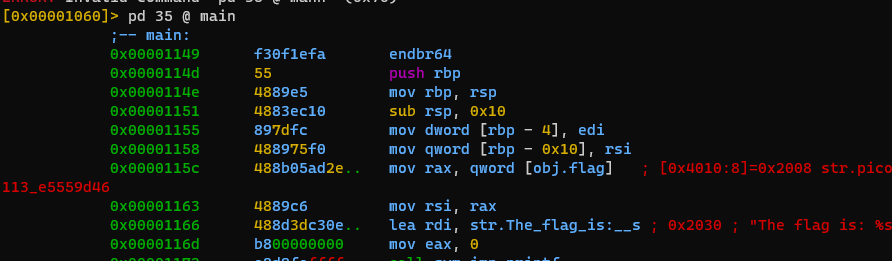 [0x00001060]> pd 35 @ main
;-- main:
0x00001149 f30f1efa endbr64
0x0000114d 55 push rbp
0x0000114e 4889e5 mov rbp, rsp
0x00001151 4883ec10 sub rsp, 0x10
0x00001155 897dfc mov dword [rbp - 4], edi
0x00001158 488975f0 mov qword [rbp - 0x10], rsi
0x0000115c 488b05ad2e.. mov rax, qword [obj.flag] ; [0x4010:8]=0x2008 str.pico
113_e5559d46
0x00001163 4889c6 mov rsi, rax
0x00001166 488d3dc30e.. lea rdi, str.The_flag_is:__s ; 0x2030 ; "The flag is: %s
0x0000116d b800000000 mov eax, 0